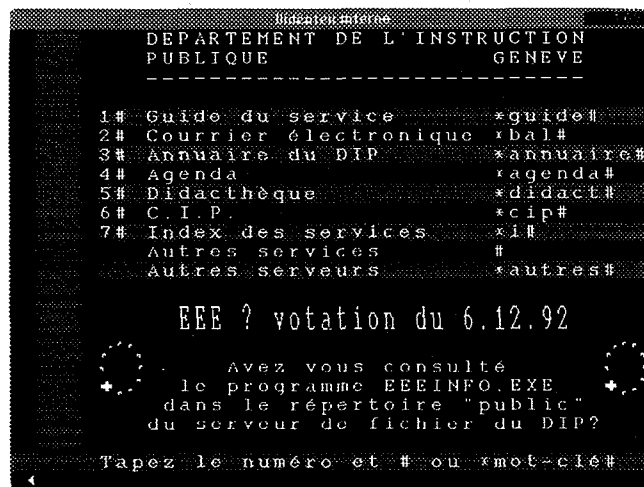 Vidéotex interne
DEPARTEMENT DE L'INSTRUCTION
PUBLIQUE GENEVE
1# Guide du service *guide#
2# Courrier électronique *bal#
3# Annuaire du DIP *annuaire#
4# Agenda *agenda#
5# Didacthèque *didact#
6# C.I.P. *cip#
7# Index des services *i#
Autres services #
Autres serveurs *autres#
EEE ? votation du 6.12.92
Avez vous consulté
le programme EEEINFO.EXE
dans le répertoire "public"
du serveur de fichier du DIP?
Tapez le numéro et # ou *mot-clé#